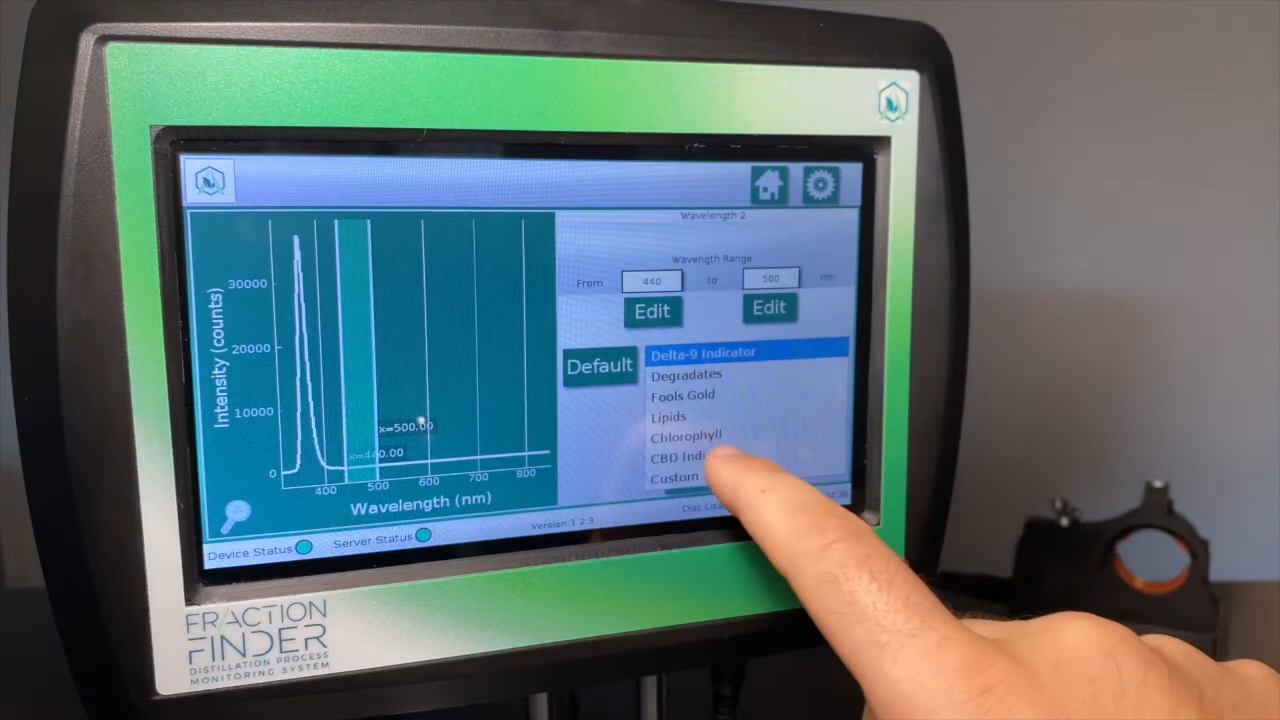 Wavelength 2
Wavength Range
From 440 to 500 nm
Edit Edit
Default
Delta-9 Indicator
Degradates
Fools Gold
Lipids
Chlorophyll
CBD
Custom
Intensity (counts)
30000
20000
10000
0
x=500.00
400 500 600 700 800
Wavelength (nm)
Version: 1.2.3
Device Status
Server Status
FRACTION
FINDER
DISTILLATION PROCESS
MONITORING SYSTEM